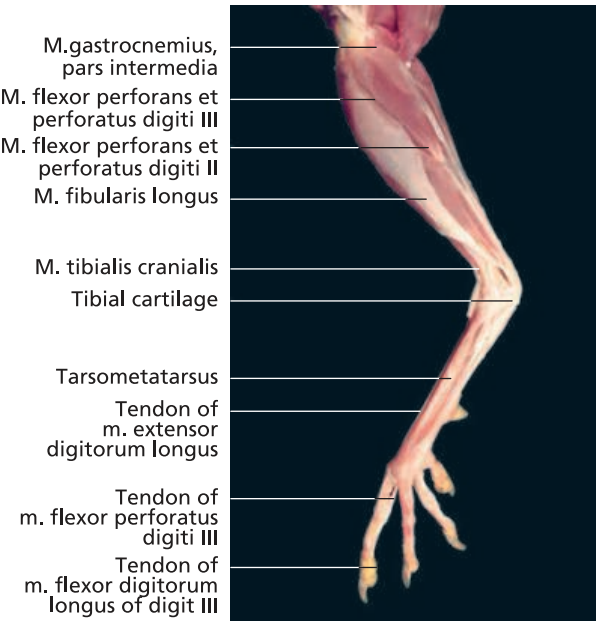 M.gastrocnemius,
pars intermedia
M. flexor perforans et
perforatus digiti III
M. flexor perforans et
perforatus digiti II
M. fibularis longus
M. tibialis cranialis
Tibial cartilage
Tarsometatarsus
Tendon of
m. extensor
digitorum longus
Tendon of
m. flexor perforatus
digiti III
Tendon of
m. flexor digitorum
longus of digit III